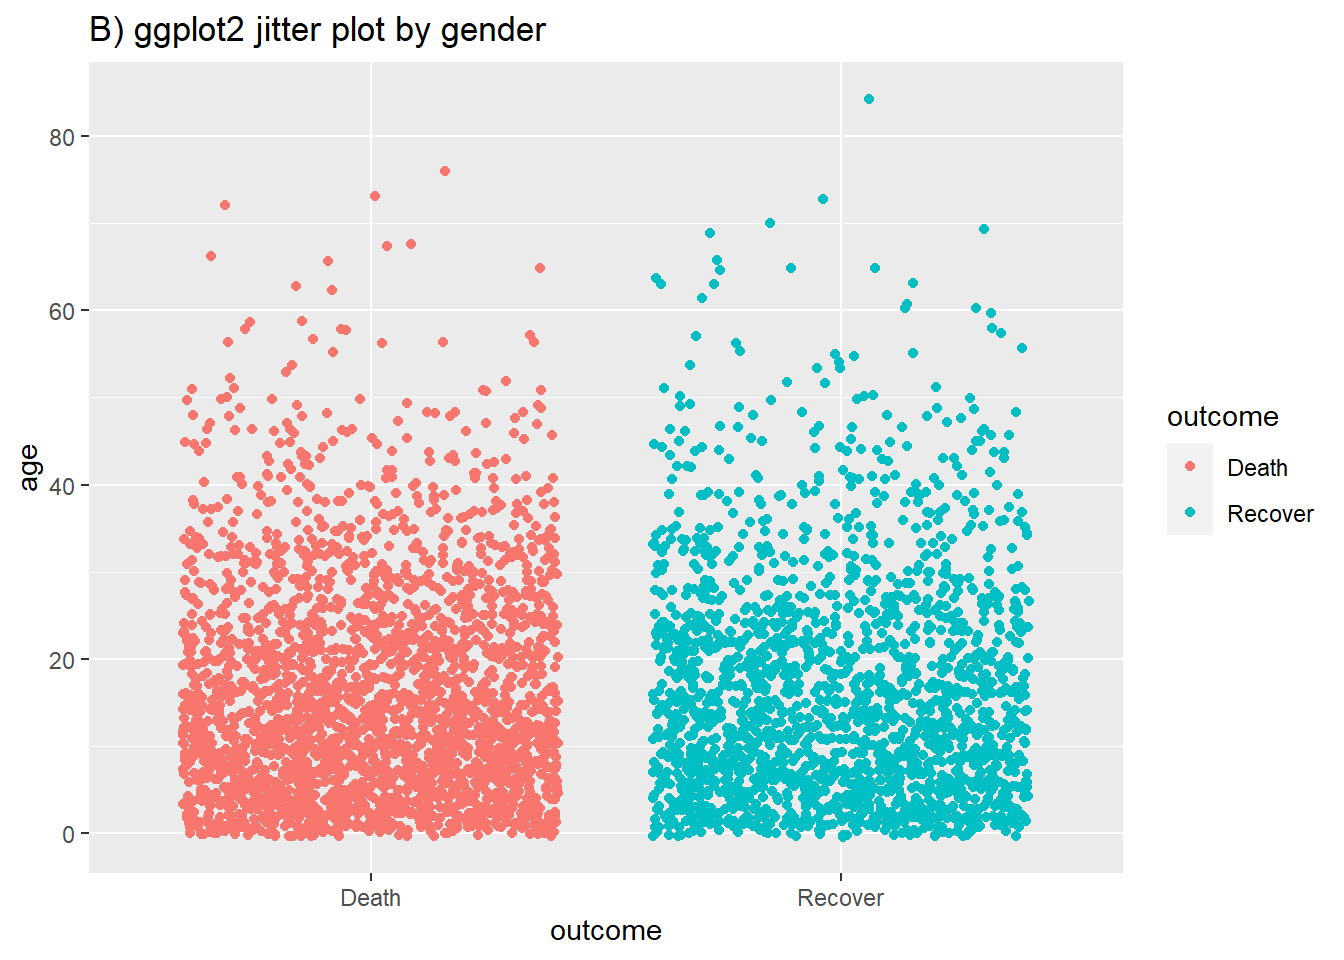 B) ggplot2 jitter plot by gender
80
60
40
20
0
age
Death
Recover
outcome
outcome
Death
Recover